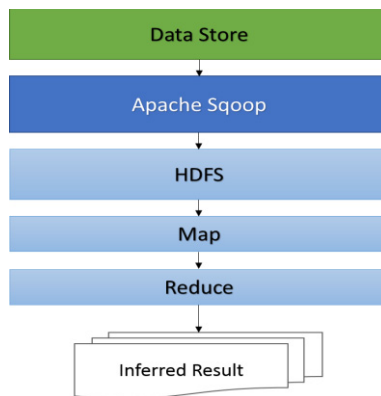 Data Store
Apache Sqoop
HDFS
Map
Reduce
Inferred Result